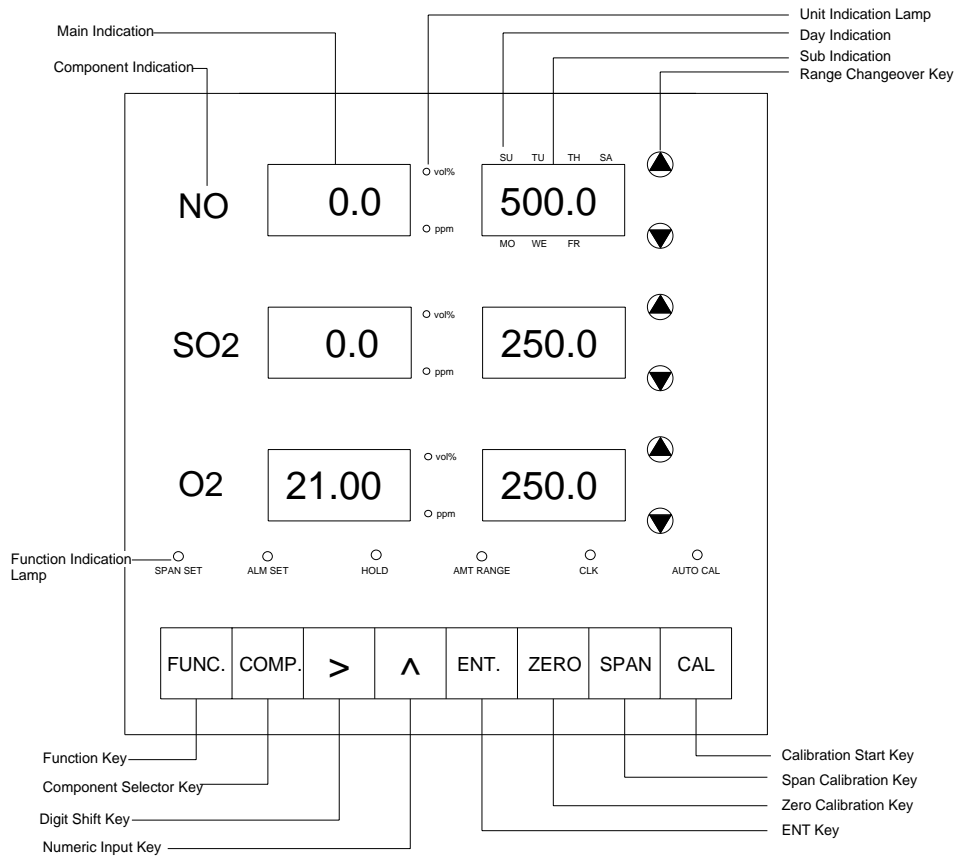 Unit Indication Lamp
Main Indication
Day Indication
Sub Indication
Component Indication
Range Changeover Key
SU TU TH SA
vol%
NO 0.0 500.0
ppm
MO WE FR
vol%
SO2 0.0 250.0
ppm
vol%
O2 21.00 250.0
ppm
Function Indication
Lamp
SPAN SET ALM SET HOLD AMT RANGE CLK AUTO CAL
FUNC. COMP. > ^ ENT. ZERO SPAN CAL
Function Key
Component Selector Key
Digit Shift Key
Numeric Input Key
Calibration Start Key
Span Calibration Key
Zero Calibration Key
ENT Key